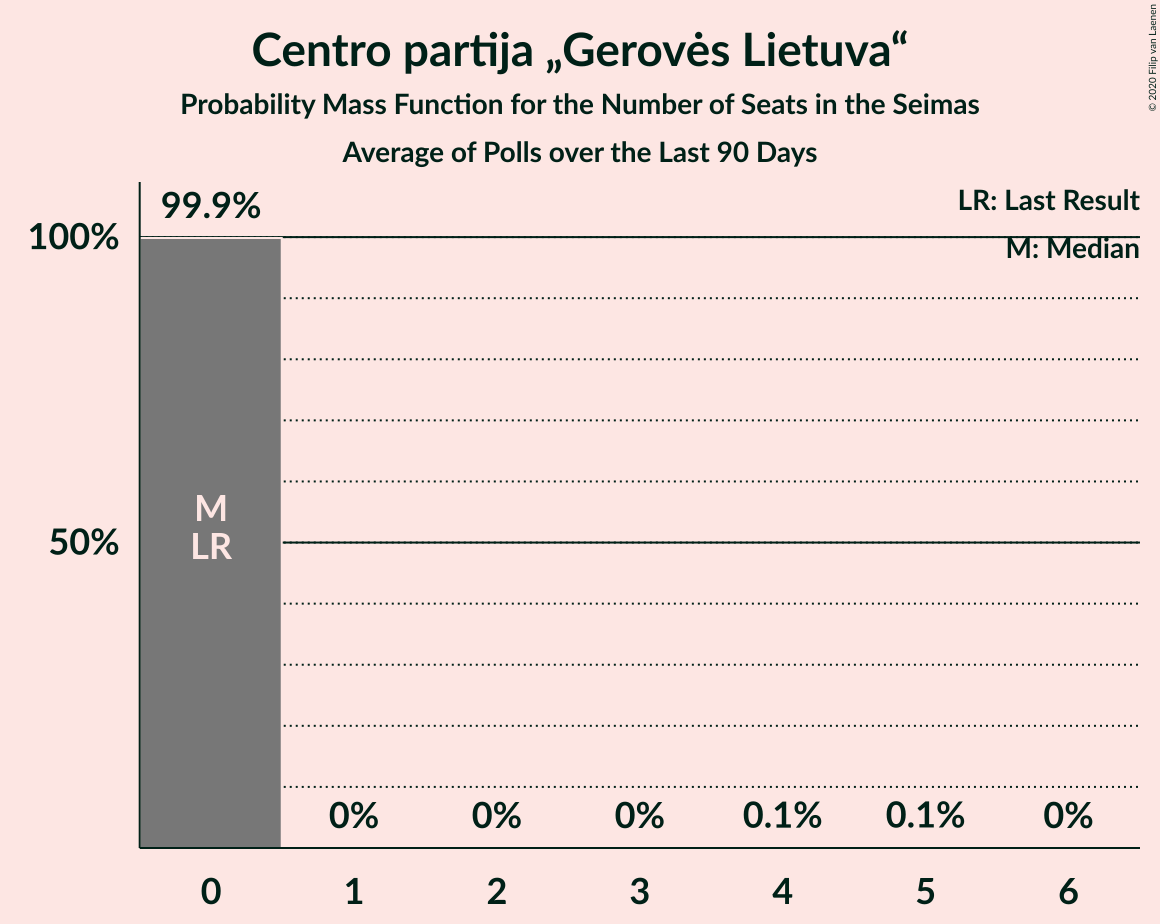 Centro partija „Gerovės Lietuva“
Probability Mass Function for the Number of Seats in the Seimas
Average of Polls over the Last 90 Days
© 2020 Filip van Laenen
LR: Last Result
M: Median
99.9%
100%
M
LR
50%
0%
0%
0%
0.1%
0.1%
0%
0
1
2
3
4
5
6